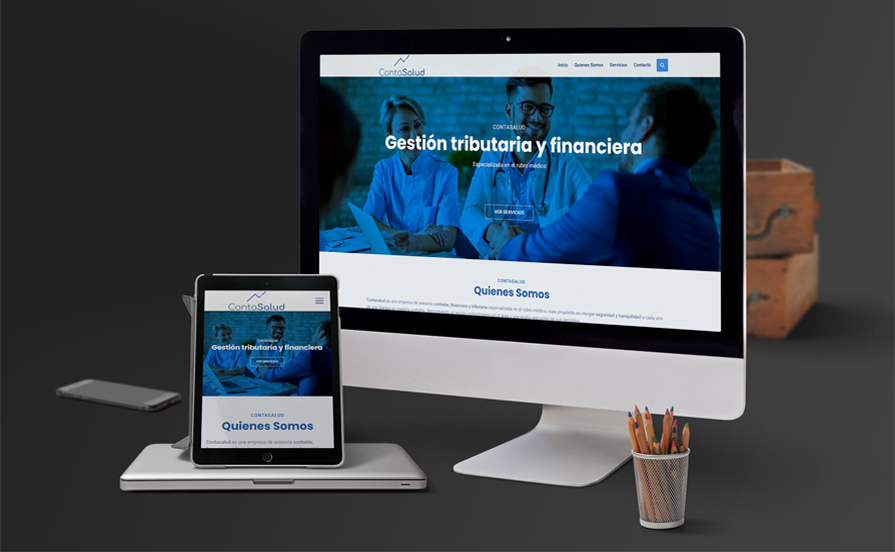 ContaSalud
Inicio Quienes Somos Servicios Contacto
CONTASALUD
Gestión tributaria y financiera
Especializada en el rubro médico
VER SERVICIOS
CONTASALUD
Quienes Somos
Contasalud es una empresa de asesoría contable, financiera y tributaria especializada en el rubro médico, cuyo propósito es otorgar seguridad y tranquilidad a cada uno
ContaSalud
CONTASALUD
Gestión tributaria y financiera
VER SERVICIOS
CONTASALUD
Quienes Somos
Contasalud es una empresa de asesoría contable,